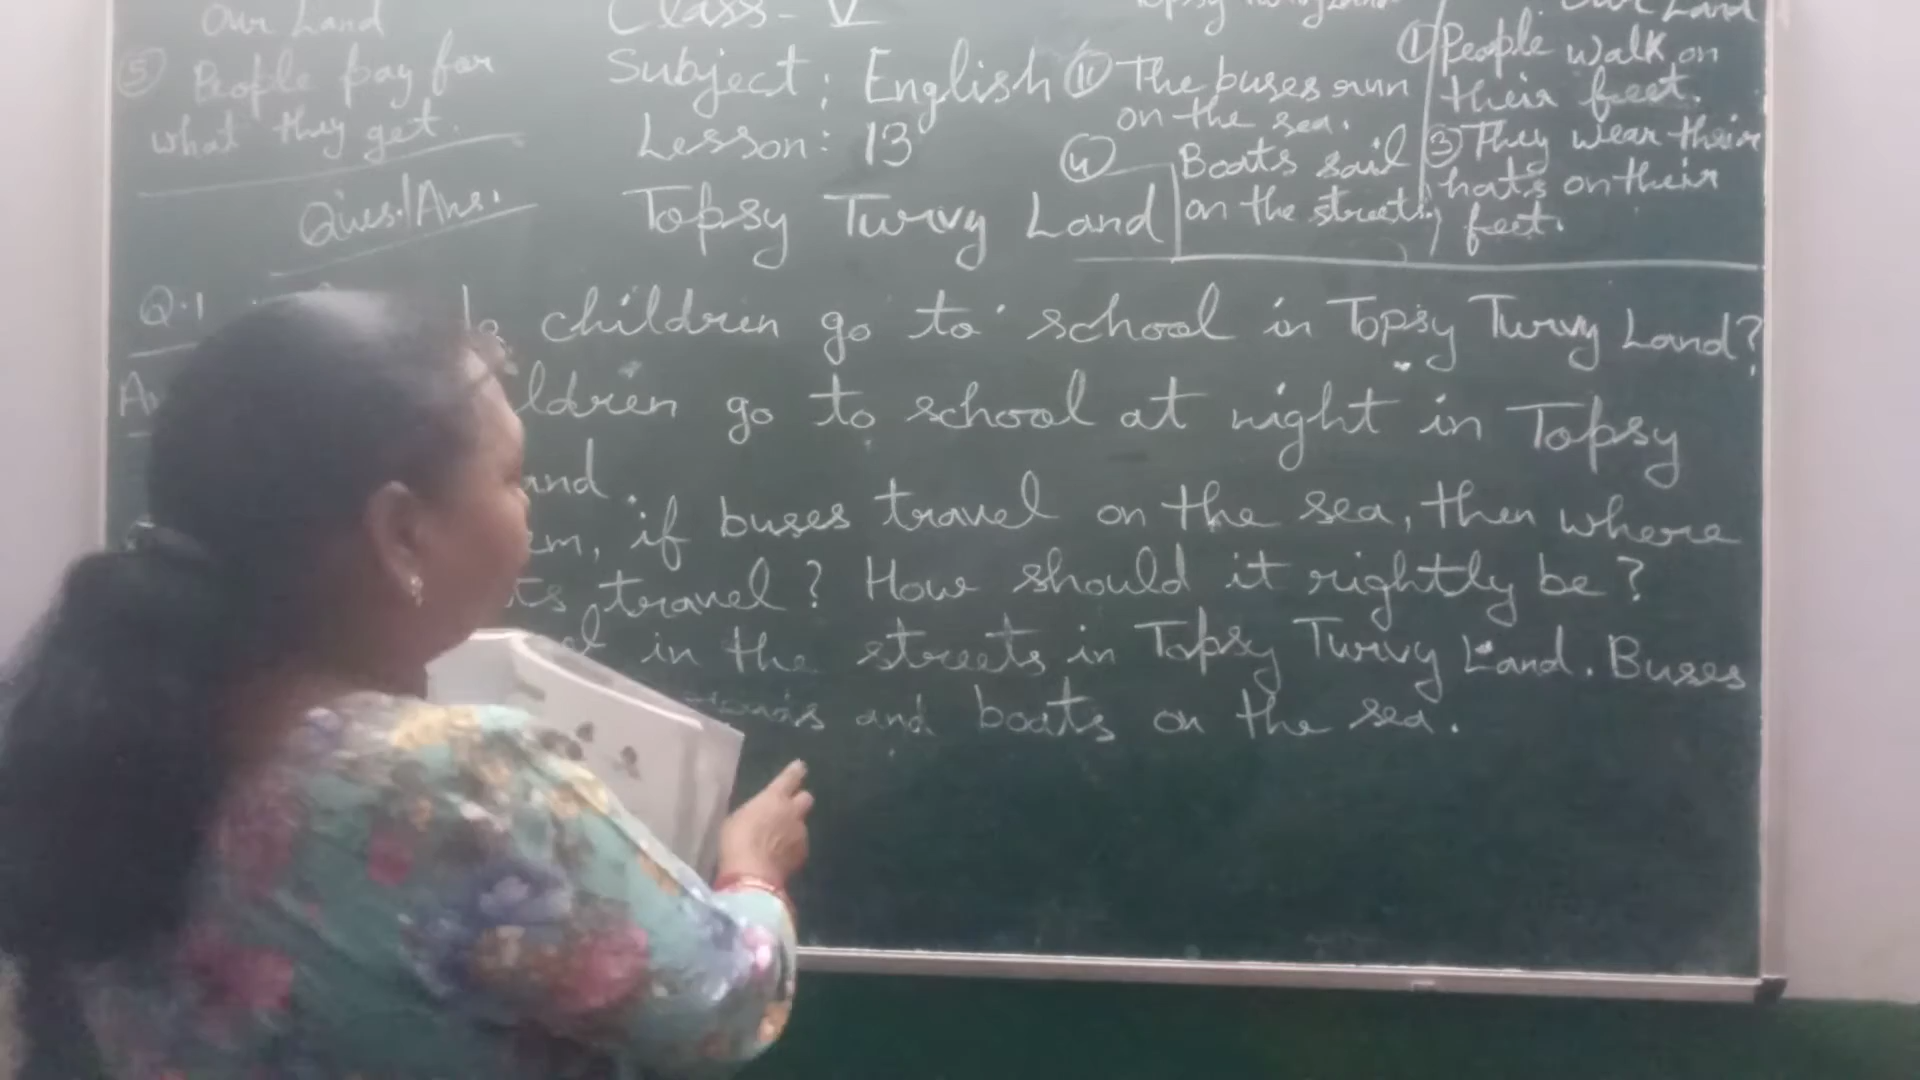 Our Land
⑤ People pay for
what they get.
Ques./Ans.
Class - V
Subject : English
Lesson : 13
Topsy Turvy Land
⑪ The buses run
on the sea.
④ Boats sail
on the streets.
Our Land
① People walk on
their feet.
③ They wear their
hats on their
feet.
Q.1 children go to school in Topsy Turvy Land?
go to school at night in Topsy
if buses travel on the sea, then where
travel? How should it rightly be?
in the streets in Topsy Turvy Land. Buses
and boats on the sea.